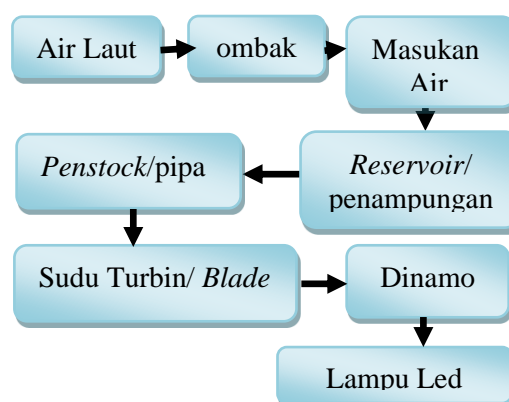 Air Laut
ombak
Masukan
Air
Reservoir/
penampungan
Penstock/pipa
Sudu Turbin/ Blade
Dinamo
Lampu Led